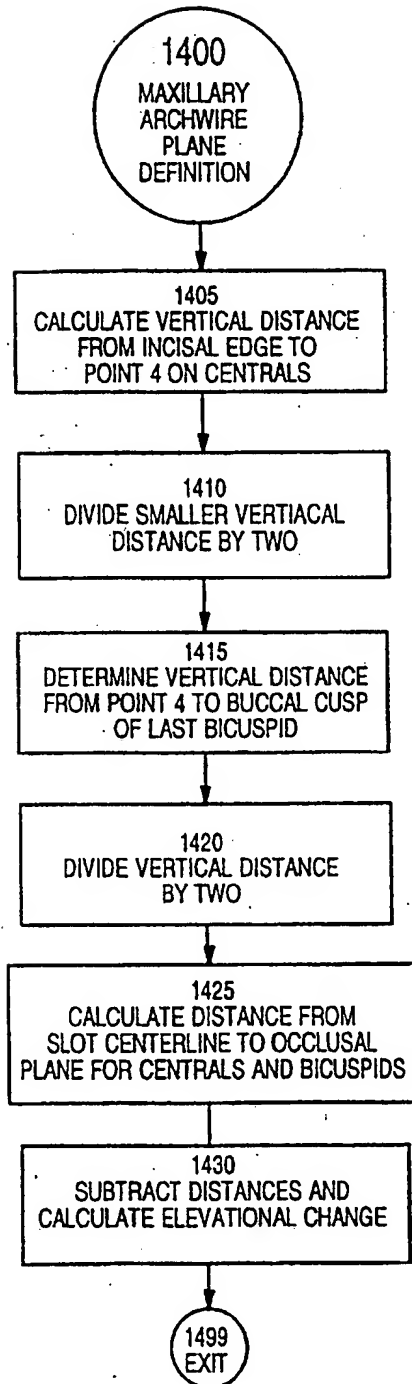 1400
MAXILLARY
ARCHWIRE
PLANE
DEFINITION
1405
CALCULATE VERTICAL DISTANCE
FROM INCISAL EDGE TO
POINT 4 ON CENTRALS
1410
DIVIDE SMALLER VERTIACAL
DISTANCE BY TWO
1415
DETERMINE VERTICAL DISTANCE
FROM POINT 4 TO BUCCAL CUSP
OF LAST BICUSPID
1420
DIVIDE VERTICAL DISTANCE
BY TWO
1425
CALCULATE DISTANCE FROM
SLOT CENTERLINE TO OCCLUSAL
PLANE FOR CENTRALS AND BICUSPIDS
1430
SUBTRACT DISTANCES AND
CALCULATE ELEVATIONAL CHANGE
1499
EXIT